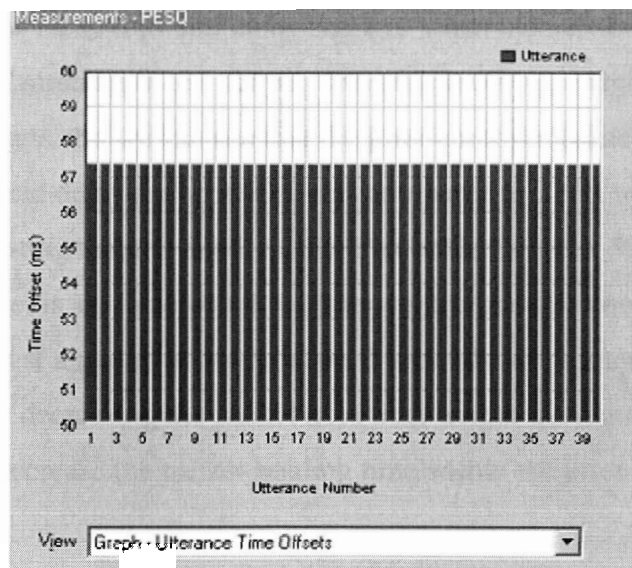 Measurements - PESQ
Utterance
60
59
58
57
56
55
54
53
52
51
50
Time Offset (ms)
1 3 5 7 9 11 13 15 17 19 21 23 25 27 29 31 33 35 37 39
Utterance Number
View Graph - Utterance Time Offsets